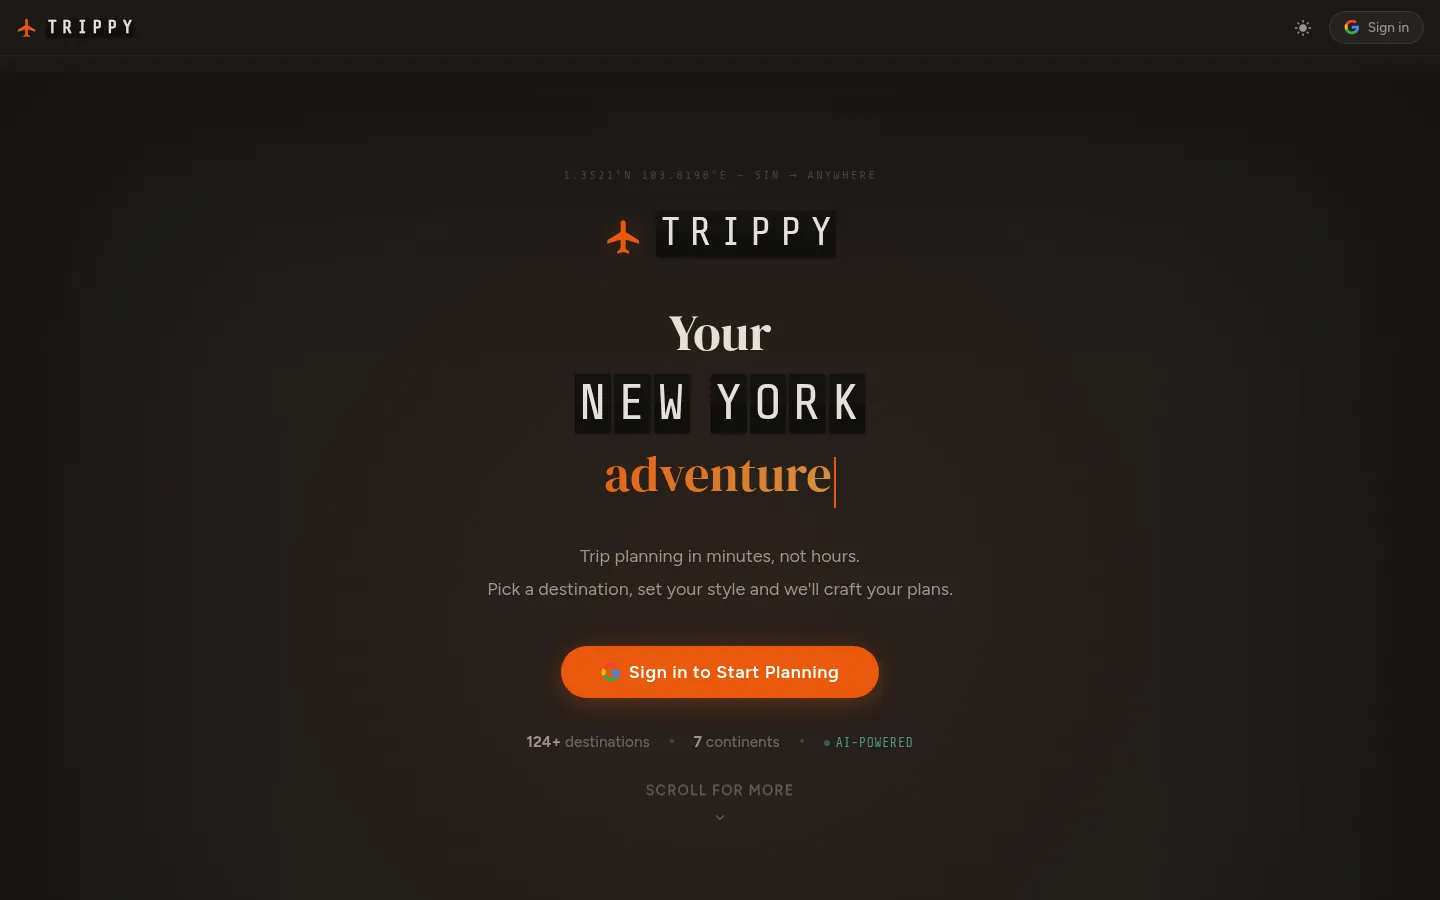 TRIPPY
Sign in
1.3521°N 103.8198°E — SIN → ANYWHERE
TRIPPY
Your
NEW YORK
adventure
Trip planning in minutes, not hours.
Pick a destination, set your style and we'll craft your plans.
Sign in to Start Planning
124+ destinations • 7 continents • AI-POWERED
SCROLL FOR MORE